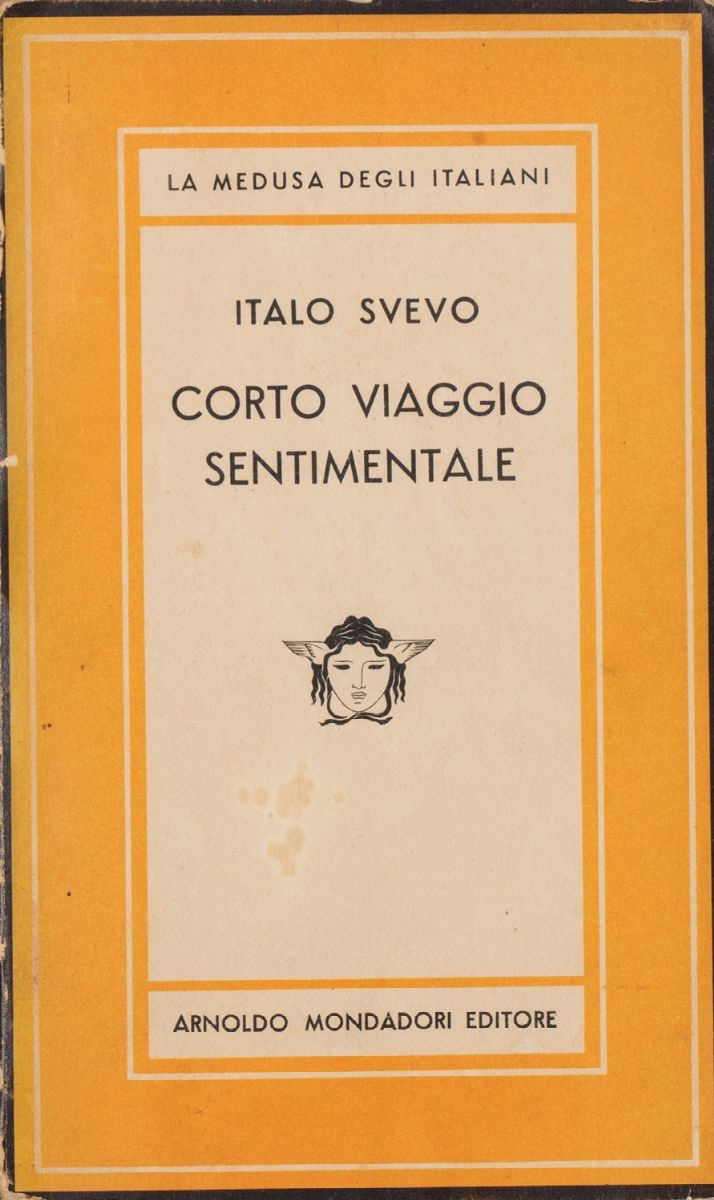 LA MEDUSA DEGLI ITALIANI
ITALO SVEVO
CORTO VIAGGIO
SENTIMENTALE
ARNOLDO MONDADORI EDITORE